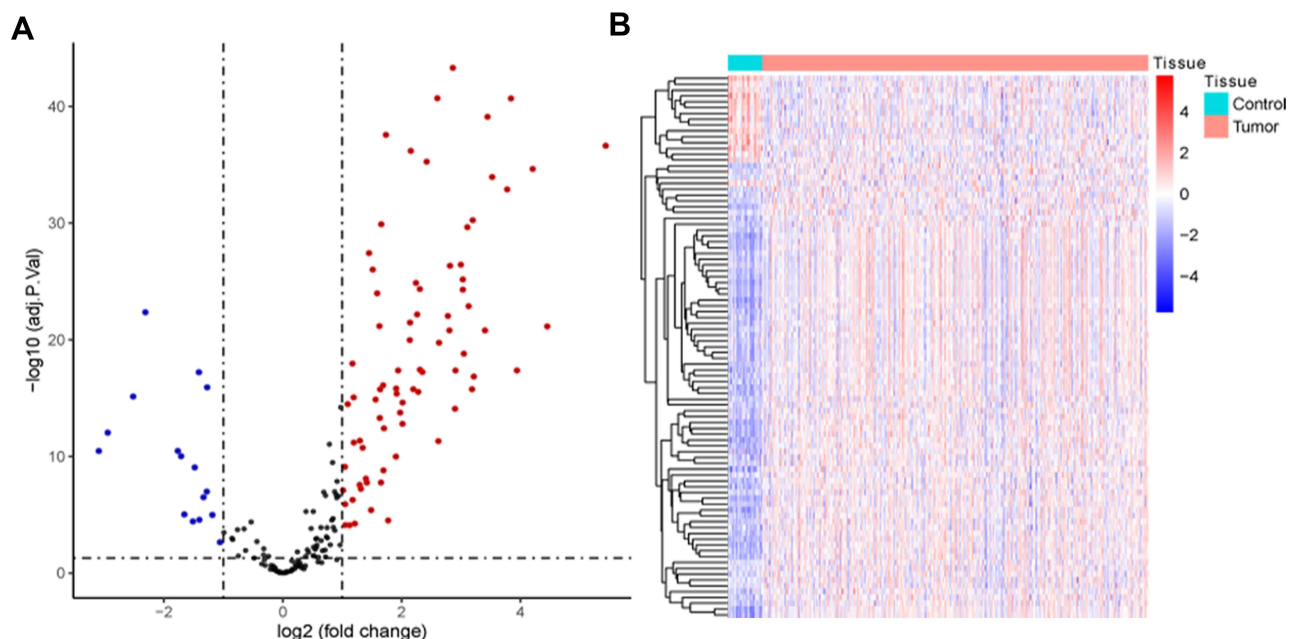 A
B
40
30
20
10
0
−log10 (adj.P.Val)
−2
0
2
4
log2 (fold change)
Tissue
4
2
0
−2
−4
Tissue
Control
Tumor